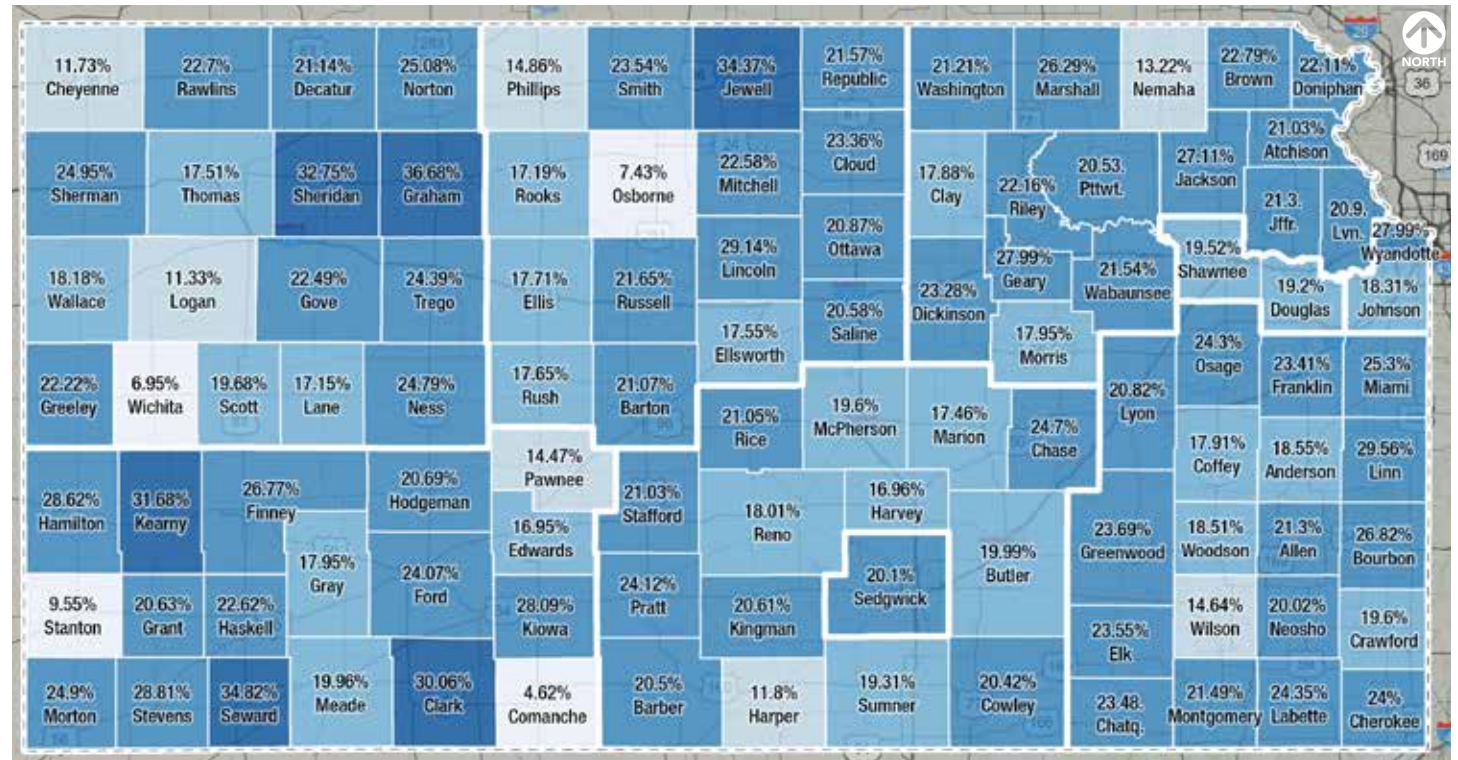 NORTH
11.73%
Cheyenne
22.7%
Rawlins
21.14%
Decatur
25.08%
Norton
14.86%
Phillips
23.54%
Smith
34.37%
Jewell
21.57%
Republic
21.21%
Washington
26.29%
Marshall
13.22%
Nemaha
22.79%
Brown
22.11%
Doniphan
36
24.95%
Sherman
17.51%
Thomas
32.75%
Sheridan
36.68%
Graham
17.19%
Rooks
7.43%
Osborne
22.58%
Mitchell
23.36%
Cloud
17.88%
Clay
22.16%
Riley
20.53.
Pttwt.
27.11%
Jackson
21.03%
Atchison
169
21.3.
Jffr.
20.9.
Lvn.
27.99%
Wyandotte
18.18%
Wallace
11.33%
Logan
22.49%
Gove
24.39%
Trego
17.71%
Ellis
21.65%
Russell
29.14%
Lincoln
20.87%
Ottawa
20.58%
Saline
23.28%
Dickinson
27.99%
Geary
21.54%
Wabaunsee
19.52%
Shawnee
19.2%
Douglas
18.31%
Johnson
17.55%
Ellsworth
17.95%
Morris
22.22%
Greeley
6.95%
Wichita
19.68%
Scott
17.15%
Lane
24.79%
Ness
17.65%
Rush
21.07%
Barton
21.05%
Rice
19.6%
McPherson
17.46%
Marion
24.7%
Chase
20.82%
Lyon
24.3%
Osage
23.41%
Franklin
25.3%
Miami
17.91%
Coffey
18.55%
Anderson
29.56%
Linn
28.62%
Hamilton
31.68%
Kearny
26.77%
Finney
20.69%
Hodgeman
14.47%
Pawnee
21.03%
Stafford
18.01%
Reno
16.96%
Harvey
17.95%
Gray
24.07%
Ford
16.95%
Edwards
20.1%
Sedgwick
19.99%
Butler
23.69%
Greenwood
18.51%
Woodson
21.3%
Allen
26.82%
Bourbon
9.55%
Stanton
20.63%
Grant
22.62%
Haskell
28.09%
Kiowa
24.12%
Pratt
20.61%
Kingman
23.55%
Elk
14.64%
Wilson
20.02%
Neosho
19.6%
Crawford
24.9%
Morton
28.81%
Stevens
34.82%
Seward
19.96%
Meade
30.06%
Clark
4.62%
Comanche
20.5%
Barber
11.8%
Harper
19.31%
Sumner
20.42%
Cowley
23.48.
Chatq.
21.49%
Montgomery
24.35%
Labette
24%
Cherokee